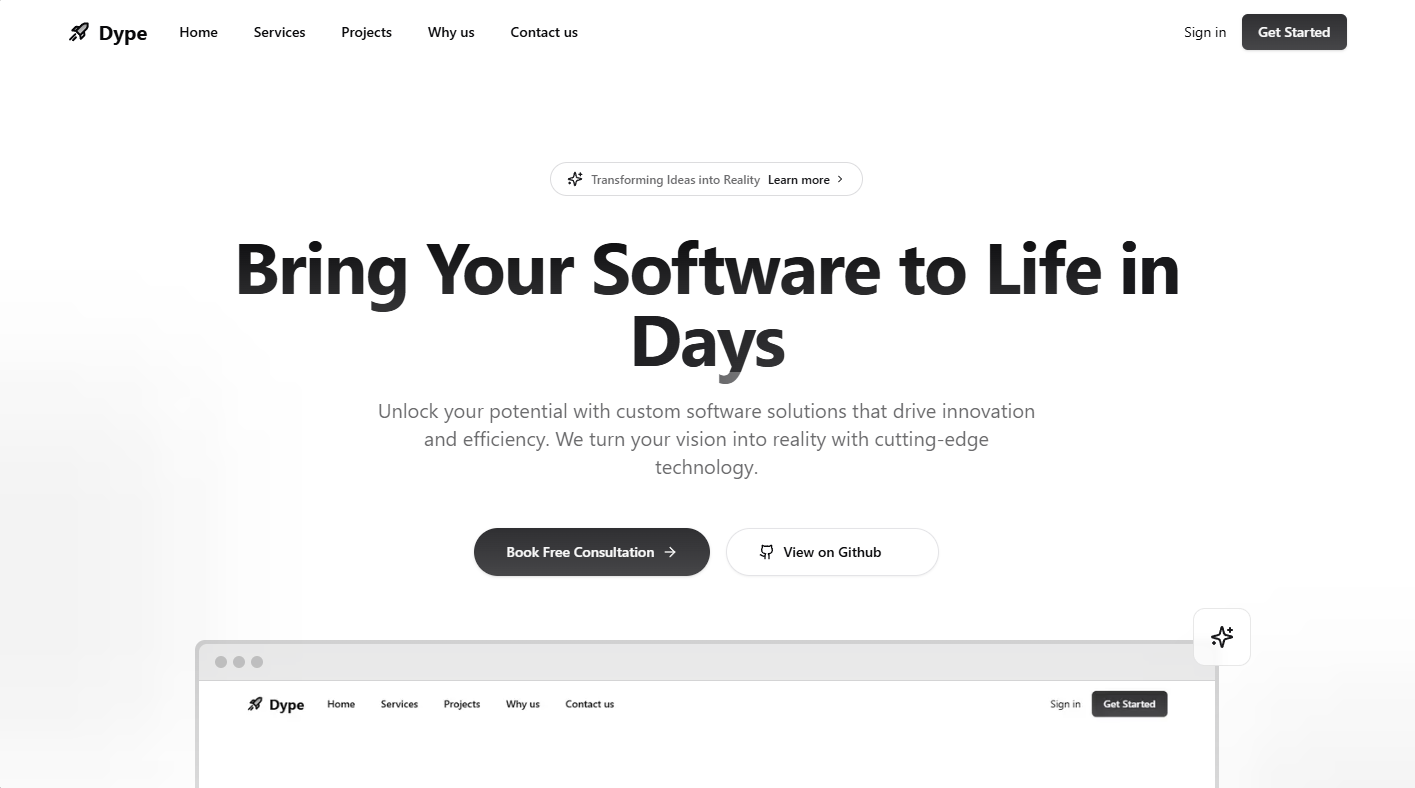 Dype Home Services Projects Why us Contact us Sign in Get Started
Transforming Ideas into Reality Learn more
Bring Your Software to Life in
Days
Unlock your potential with custom software solutions that drive innovation
and efficiency. We turn your vision into reality with cutting-edge
technology.
Book Free Consultation View on Github
Dype Home Services Projects Why us Contact us Sign in Get Started